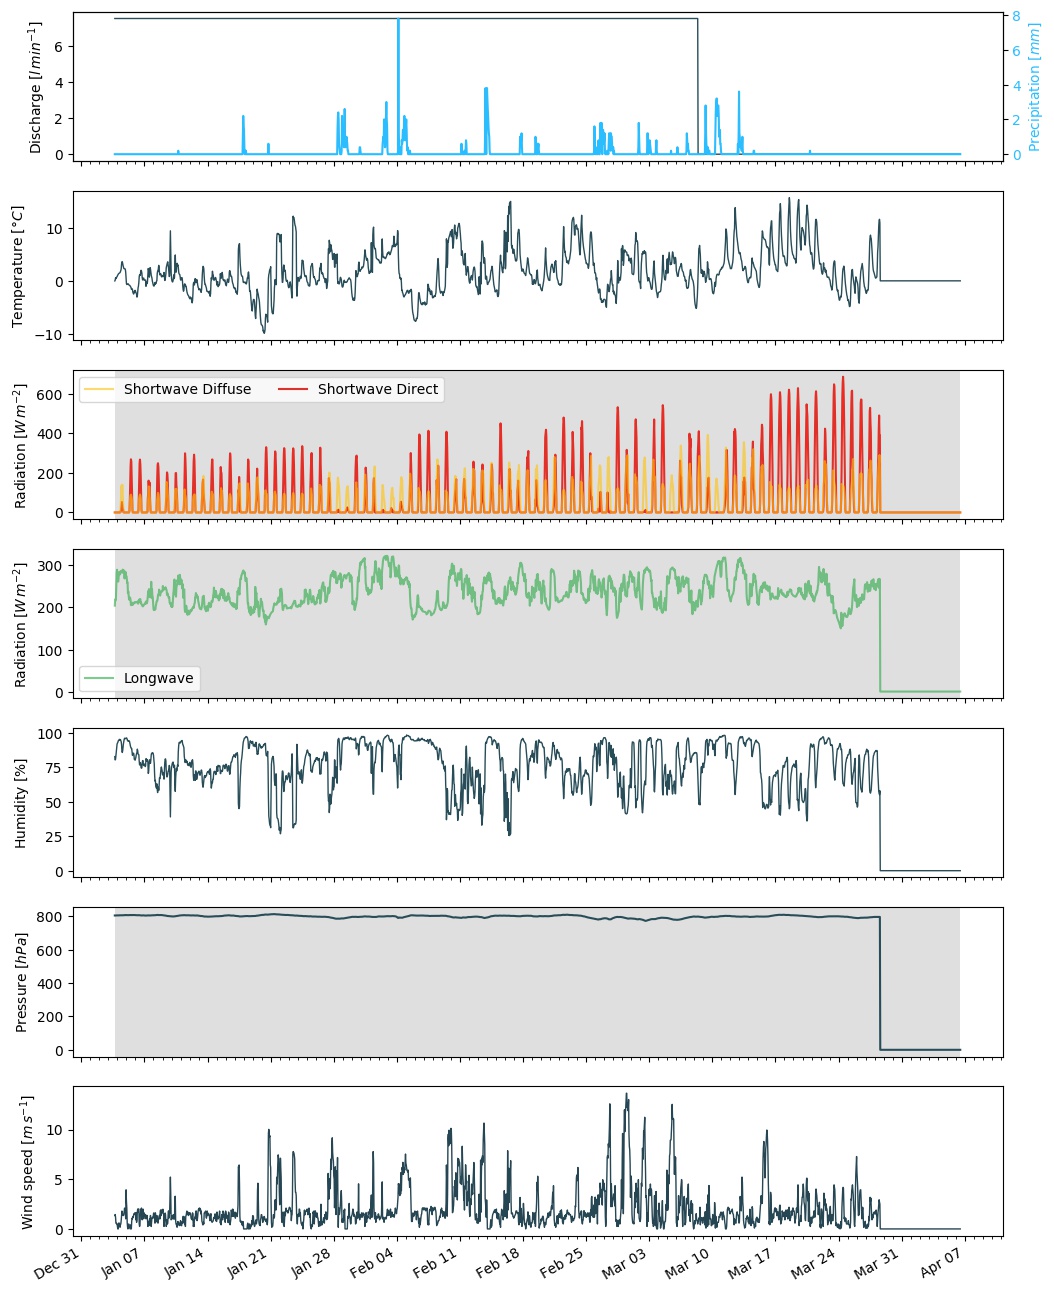 Discharge [l min⁻¹]
6
4
2
0
8
6
4
2
0
Precipitation [mm]
Temperature [°C]
10
0
−10
Radiation [W m⁻²]
600
400
200
0
Shortwave Diffuse
Shortwave Direct
Radiation [W m⁻²]
300
200
100
0
Longwave
Humidity [%]
100
75
50
25
0
Pressure [hPa]
800
600
400
200
0
Wind speed [m s⁻¹]
10
5
0
Dec 31
Jan 07
Jan 14
Jan 21
Jan 28
Feb 04
Feb 11
Feb 18
Feb 25
Mar 03
Mar 10
Mar 17
Mar 24
Mar 31
Apr 07